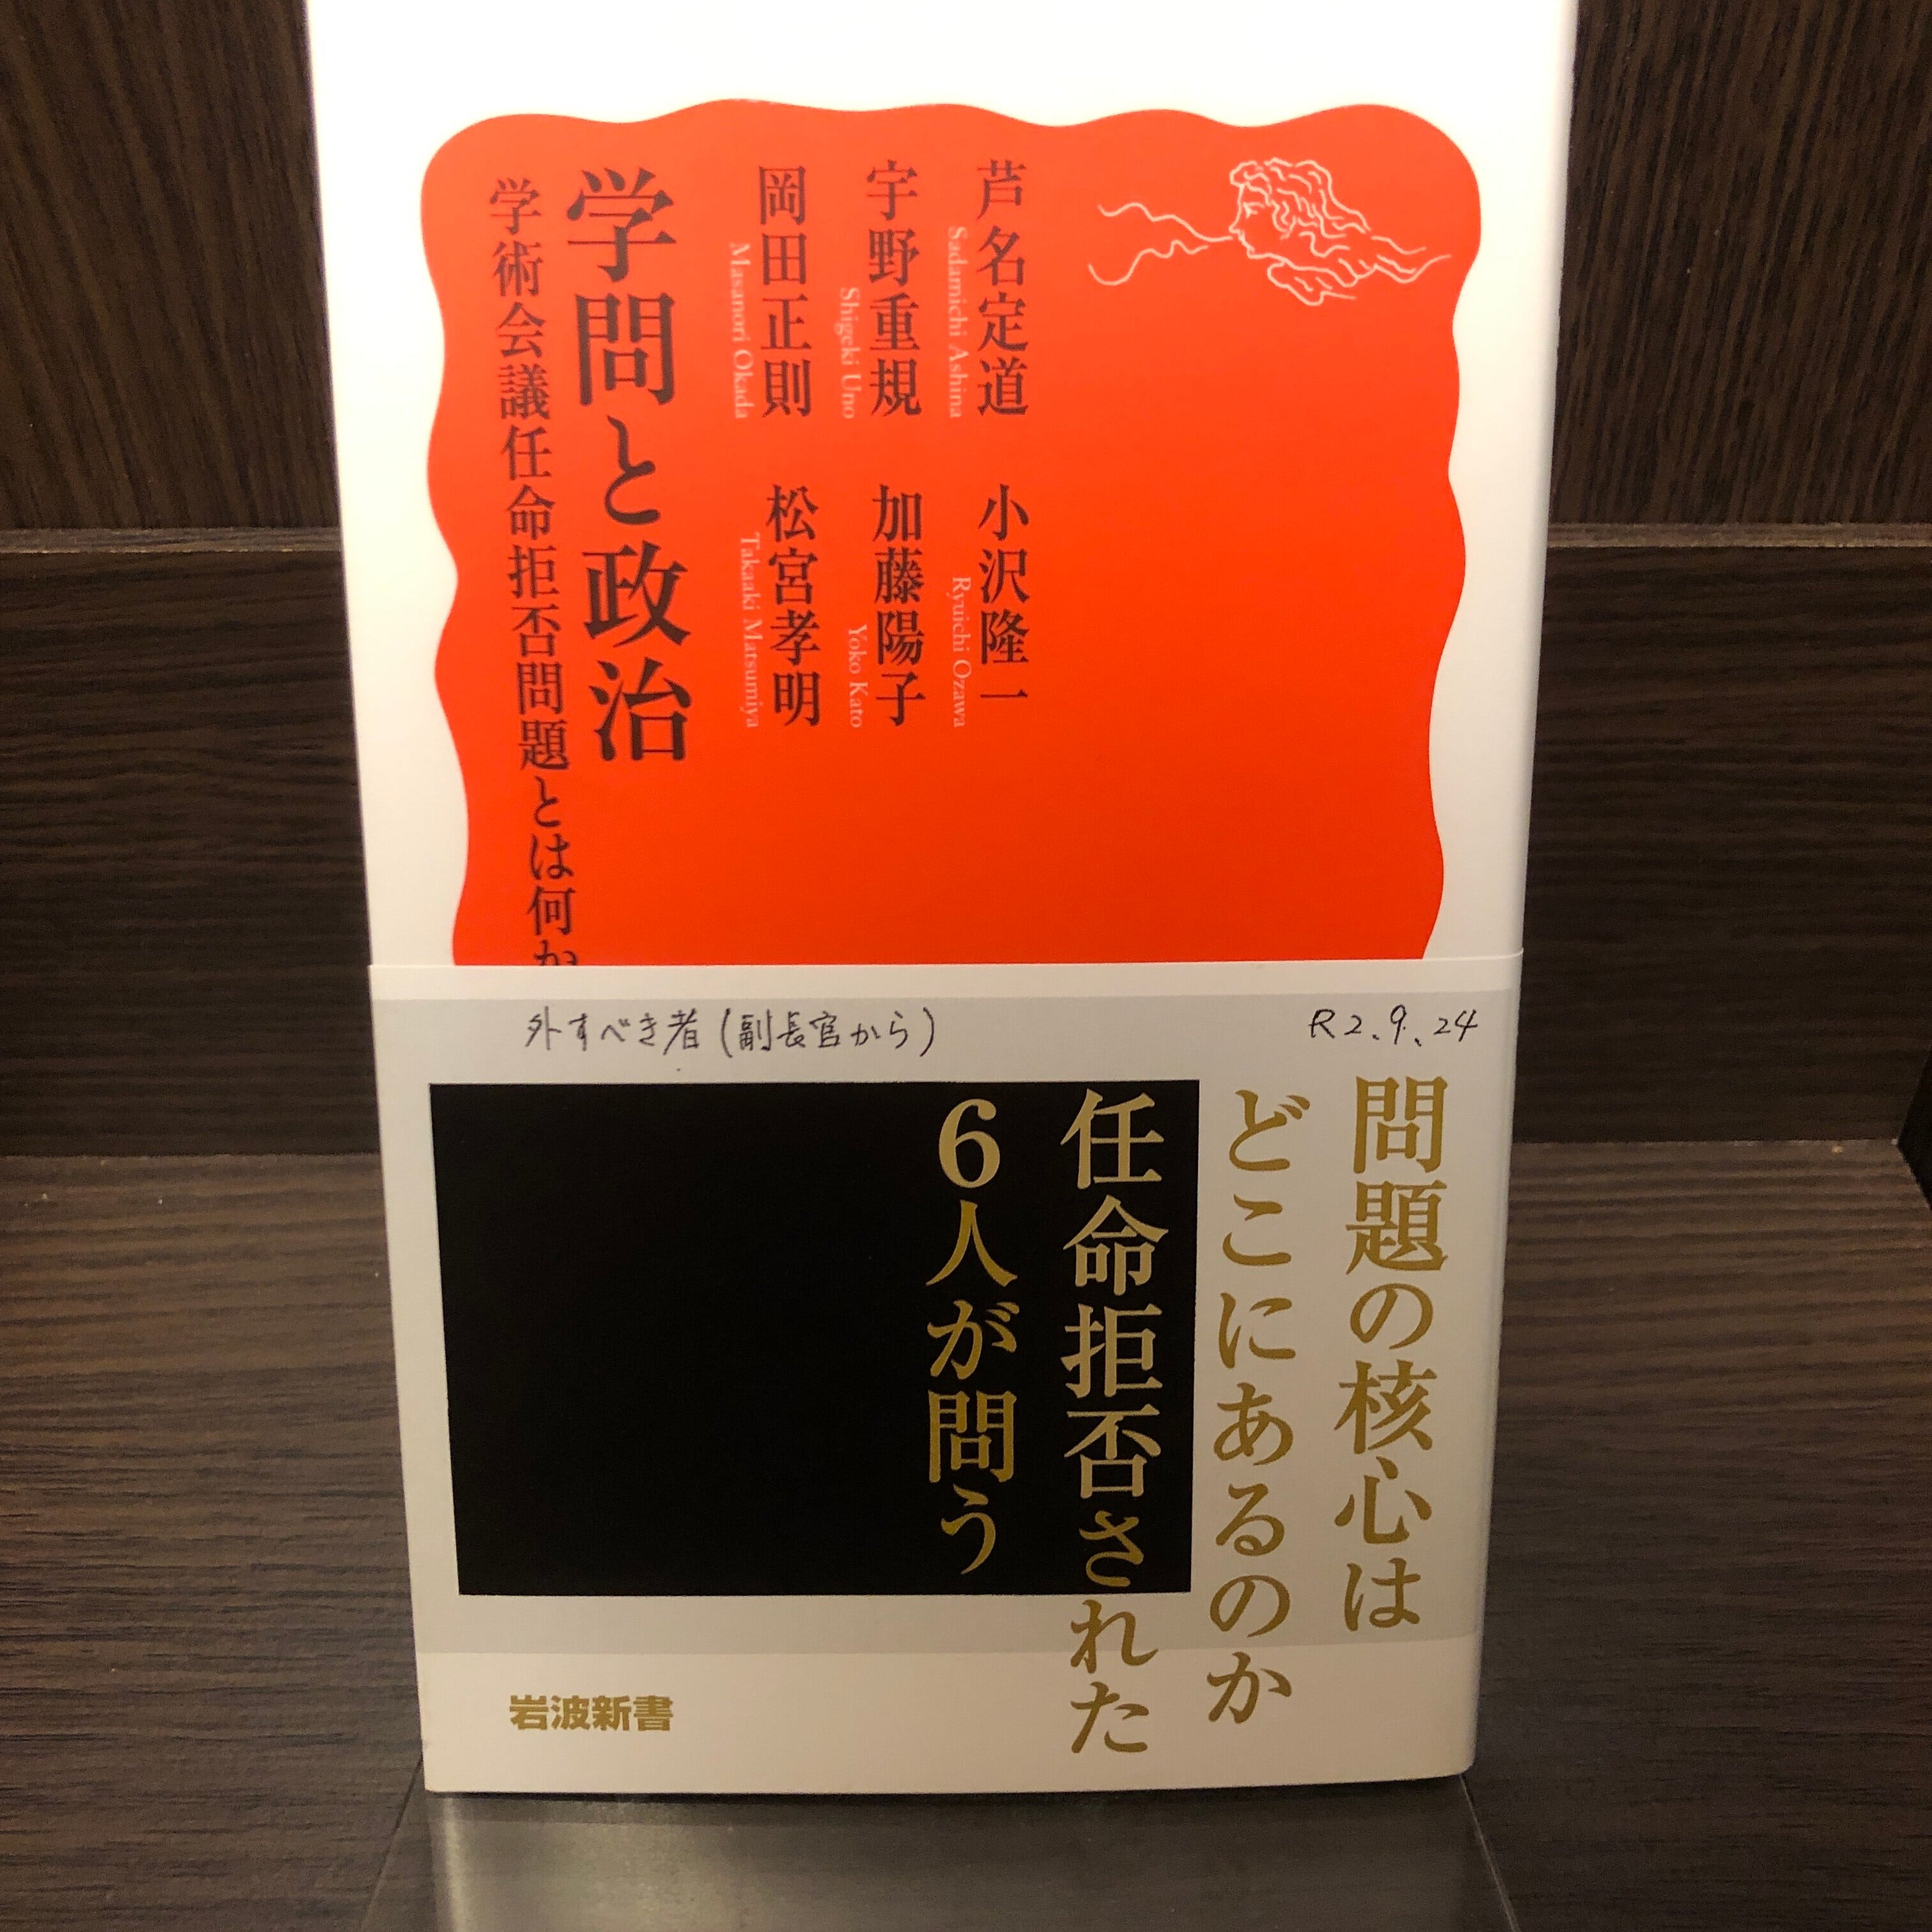 芦名定道
Sadamichi Ashina
小沢隆一
Ryuichi Ozawa
宇野重規
Shigeki Uno
加藤陽子
Yoko Kato
岡田正則
Masanori Okada
松宮孝明
Takaaki Matsumiya
学問と政治
学術会議任命拒否問題とは何か
R2.9.24
外すべき者(副長官から)
問題の核心は
どこにあるのか
任命拒否された
6人が問う
岩波新書